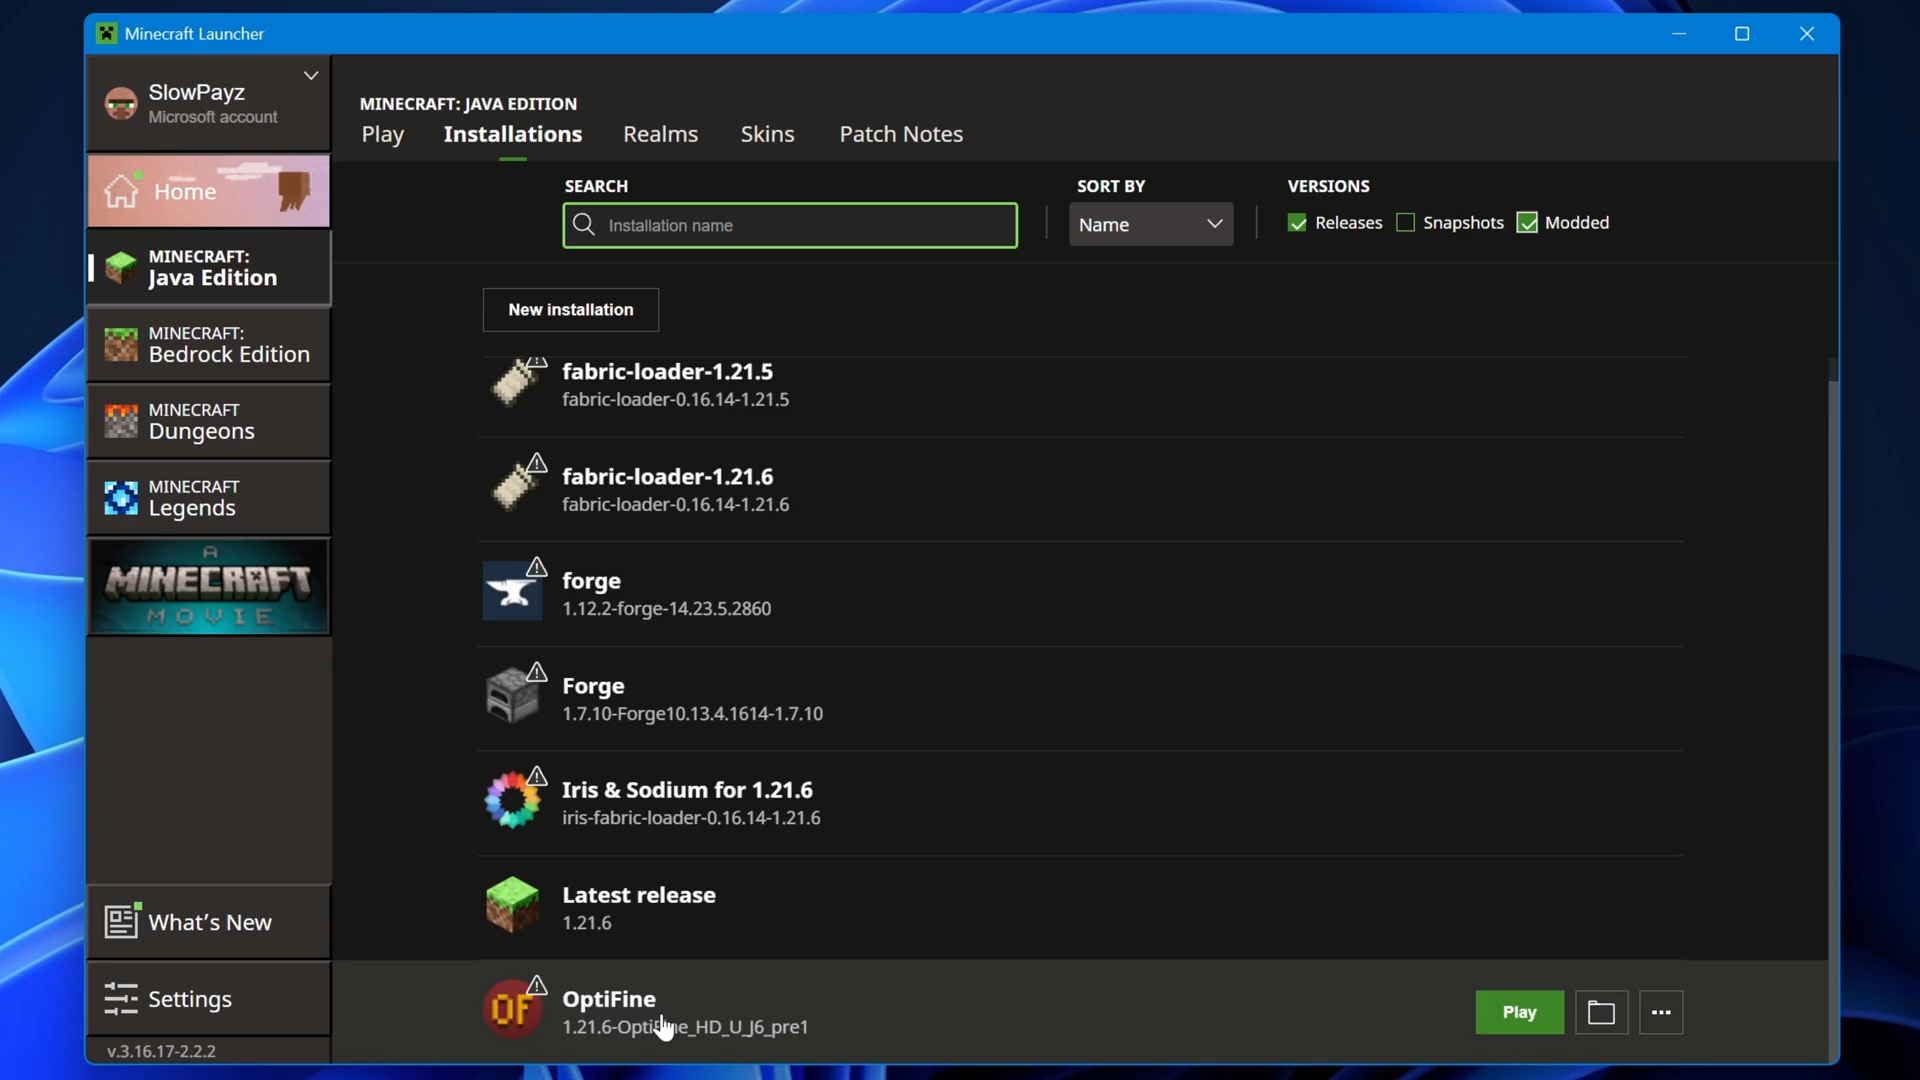 Minecraft Launcher
SlowPayz
Microsoft account
Home
MINECRAFT:
Java Edition
MINECRAFT:
Bedrock Edition
MINECRAFT
Dungeons
MINECRAFT
Legends
A
MINECRAFT
MOVIE
What's New
Settings
v.3.16.17-2.2.2
MINECRAFT: JAVA EDITION
Play Installations Realms Skins Patch Notes
SEARCH SORT BY VERSIONS
Installation name Name Releases Snapshots Modded
New installation
fabric-loader-1.21.5
fabric-loader-0.16.14-1.21.5
fabric-loader-1.21.6
fabric-loader-0.16.14-1.21.6
forge
1.12.2-forge-14.23.5.2860
Forge
1.7.10-Forge10.13.4.1614-1.7.10
Iris & Sodium for 1.21.6
iris-fabric-loader-0.16.14-1.21.6
Latest release
1.21.6
OF
OptiFine
1.21.6-OptiFine_HD_U_J6_pre1
Play ...